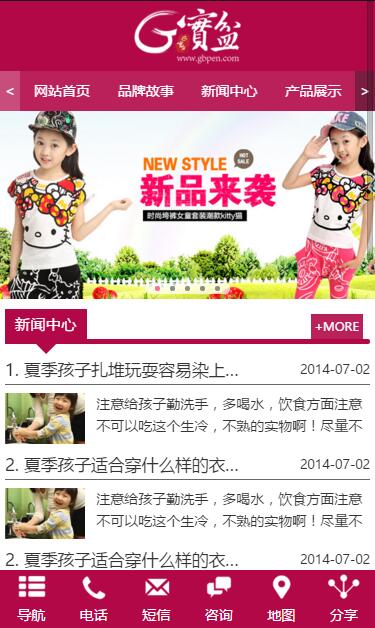 G寶盆
www.gbpen.com
< 网站首页 品牌故事 新闻中心 产品展示 >
NEW STYLE HOT SALE
新品来袭
时尚垮裤女童套装潮款kitty猫
新闻中心 +MORE
1. 夏季孩子扎堆玩耍容易染上... 2014-07-02
注意给孩子勤洗手，多喝水，饮食方面注意
不可以吃这个生冷，不熟的实物啊！尽量不
2. 夏季孩子适合穿什么样的衣... 2014-07-02
注意给孩子勤洗手，多喝水，饮食方面注意
不可以吃这个生冷，不熟的实物啊！尽量不
2. 夏季孩子适合穿什么样的衣... 2014-07-02
导航 电话 短信 咨询 地图 分享